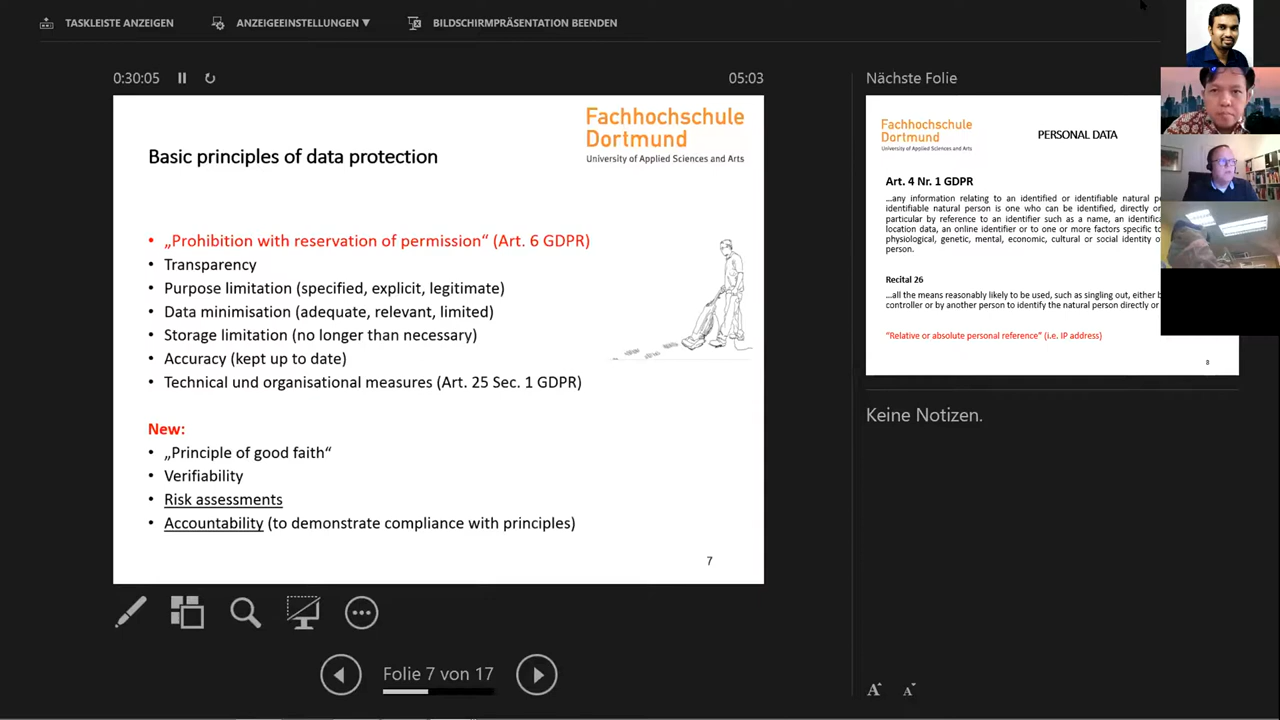 TASKLEISTE ANZEIGEN
ANZEIGEEINSTELLUNGEN ▼
BILDSCHIRMPRÄSENTATION BEENDEN
0:30:05
05:03
Fachhochschule
Dortmund
University of Applied Sciences and Arts
Basic principles of data protection
• „Prohibition with reservation of permission“ (Art. 6 GDPR)
• Transparency
• Purpose limitation (specified, explicit, legitimate)
• Data minimisation (adequate, relevant, limited)
• Storage limitation (no longer than necessary)
• Accuracy (kept up to date)
• Technical und organisational measures (Art. 25 Sec. 1 GDPR)
New:
• „Principle of good faith“
• Verifiability
• Risk assessments
• Accountability (to demonstrate compliance with principles)
7
Folie 7 von 17
Nächste Folie
Fachhochschule
Dortmund
University of Applied Sciences and Arts
PERSONAL DATA
Art. 4 Nr. 1 GDPR
...any information relating to an identified or identifiable natural
identifiable natural person is one who can be identified, directly
particular by reference to an identifier such as a name, an
location data, an online identifier or to one or more factors specific
physiological, genetic, mental, economic, cultural or social identity
person.
Recital 26
...all the means reasonably likely to be used, such as singling out, either
controller or by another person to identify the natural person directly
“Relative or absolute personal reference” (i.e. IP address)
8
Keine Notizen.
A A